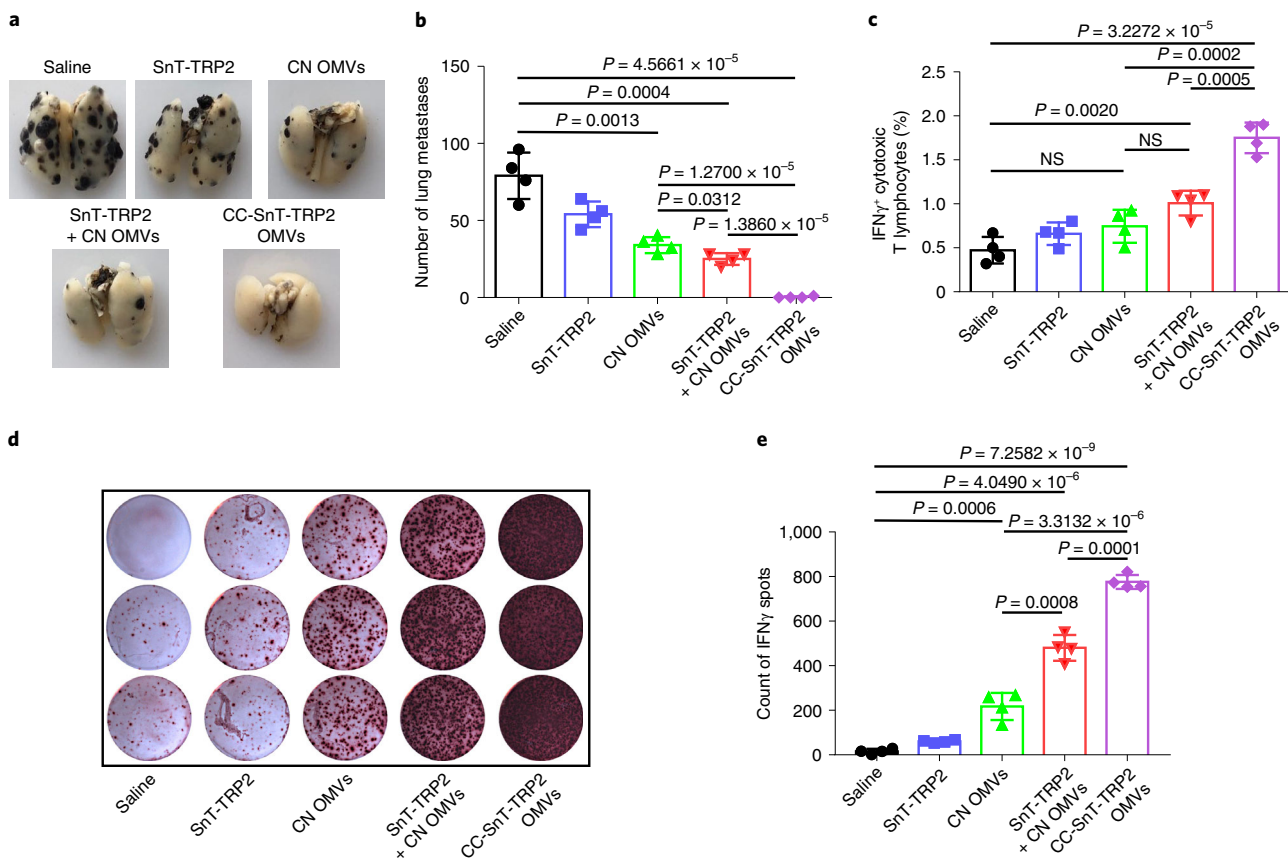 a
Saline
SnT-TRP2
CN OMVs
SnT-TRP2
+ CN OMVs
CC-SnT-TRP2
OMVs
b
Number of lung metastases
150
100
50
0
P = 4.5661 × 10⁻⁵
P = 0.0004
P = 0.0013
P = 1.2700 × 10⁻⁵
P = 0.0312
P = 1.3860 × 10⁻⁵
Saline
SnT-TRP2
CN OMVs
SnT-TRP2
+ CN OMVs
CC-SnT-TRP2
OMVs
c
IFNγ⁺ cytotoxic
T lymphocytes (%)
2.5
2.0
1.5
1.0
0.5
0
P = 3.2272 × 10⁻⁵
P = 0.0002
P = 0.0005
P = 0.0020
NS
NS
Saline
SnT-TRP2
CN OMVs
SnT-TRP2
+ CN OMVs
CC-SnT-TRP2
OMVs
d
Saline
SnT-TRP2
CN OMVs
SnT-TRP2
+ CN OMVs
CC-SnT-TRP2
OMVs
e
Count of IFNγ spots
1,000
800
600
400
200
0
P = 7.2582 × 10⁻⁹
P = 4.0490 × 10⁻⁶
P = 0.0006
P = 3.3132 × 10⁻⁶
P = 0.0001
P = 0.0008
Saline
SnT-TRP2
CN OMVs
SnT-TRP2
+ CN OMVs
CC-SnT-TRP2
OMVs